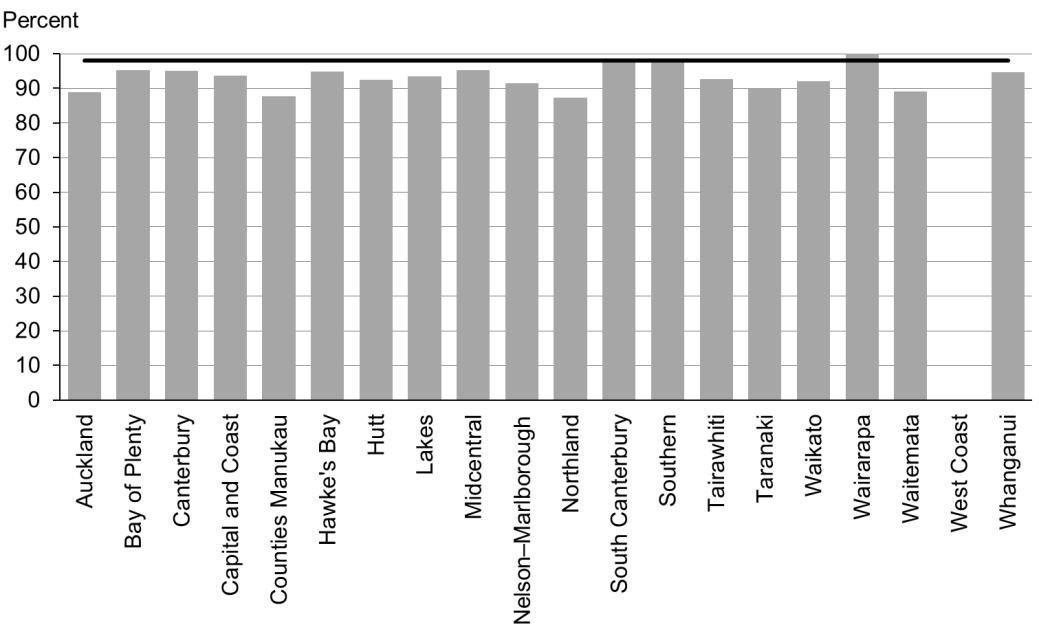 Percent
100
90
80
70
60
50
40
30
20
10
0
Auckland
Bay of Plenty
Canterbury
Capital and Coast
Counties Manukau
Hawke's Bay
Hutt
Lakes
Midcentral
Nelson–Marlborough
Northland
South Canterbury
Southern
Tairawhiti
Taranaki
Waikato
Wairarapa
Waitemata
West Coast
Whanganui